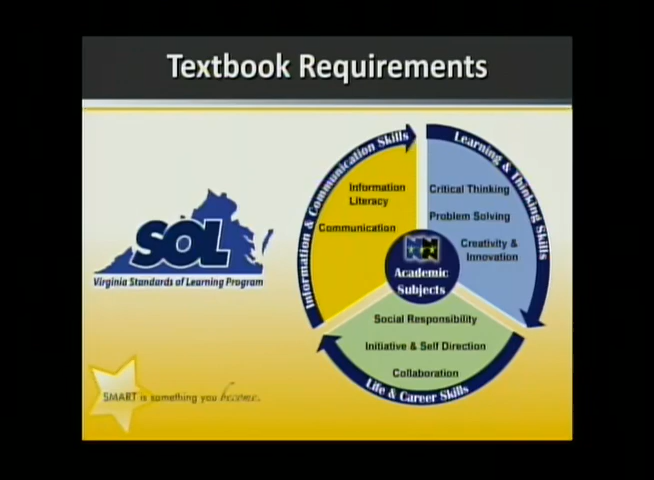 Textbook Requirements
SOL
Virginia Standards of Learning Program
SMART is something you become.
Information & Communication Skills
Information
Literacy
Communication
Learning & Thinking Skills
Critical Thinking
Problem Solving
Creativity &
Innovation
Academic
Subjects
Social Responsibility
Initiative & Self Direction
Collaboration
Life & Career Skills